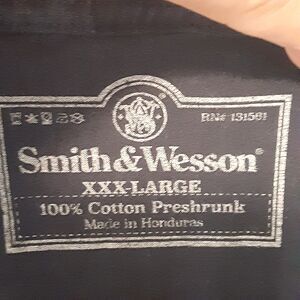 RN# 131561
Smith & Wesson®
XXX-LARGE
100% Cotton Preshrunk
Made in Honduras